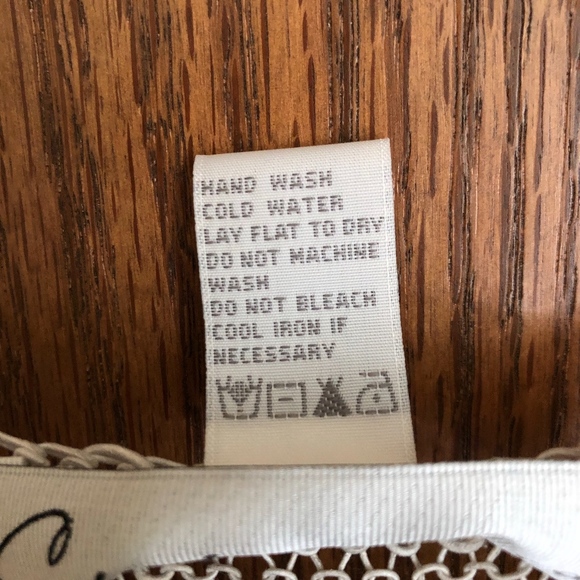 HAND WASH
COLD WATER
LAY FLAT TO DRY
DO NOT MACHINE
WASH
DO NOT BLEACH
COOL IRON IF
NECESSARY